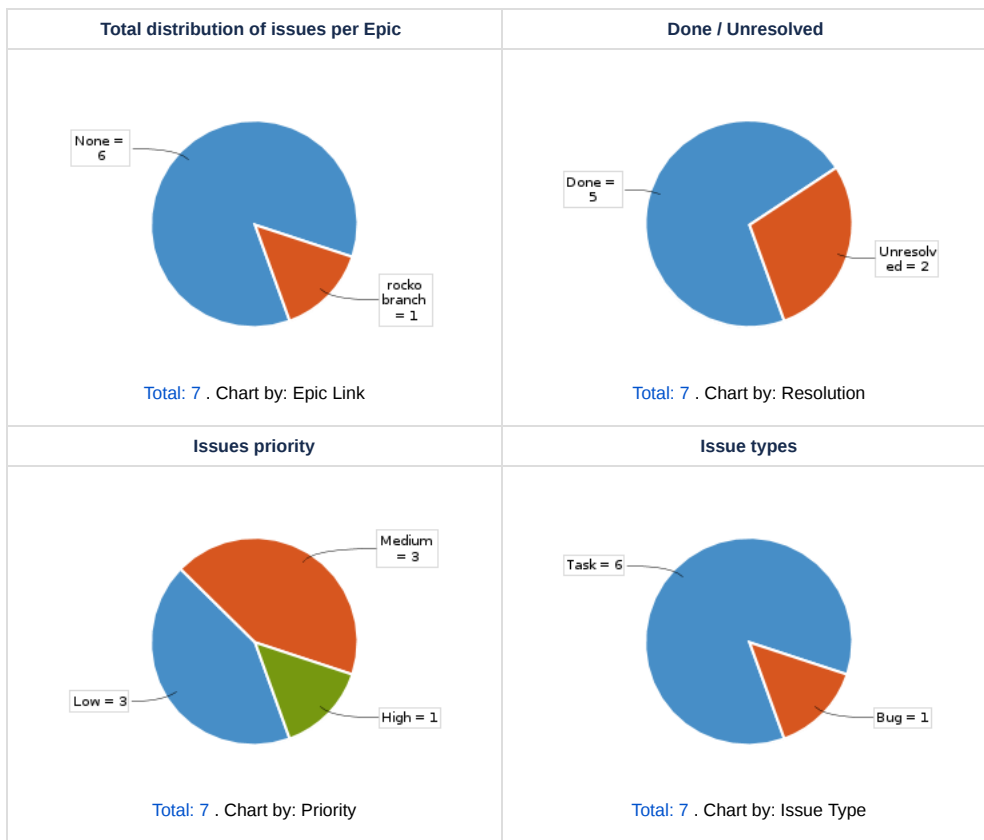 Total distribution of issues per Epic
Done / Unresolved
None =
6
rocko
branch
= 1
Total: 7 . Chart by: Epic Link
Done =
5
Unresolv
ed = 2
Total: 7 . Chart by: Resolution
Issues priority
Issue types
Medium
= 3
Low = 3
High = 1
Total: 7 . Chart by: Priority
Task = 6
Bug = 1
Total: 7 . Chart by: Issue Type